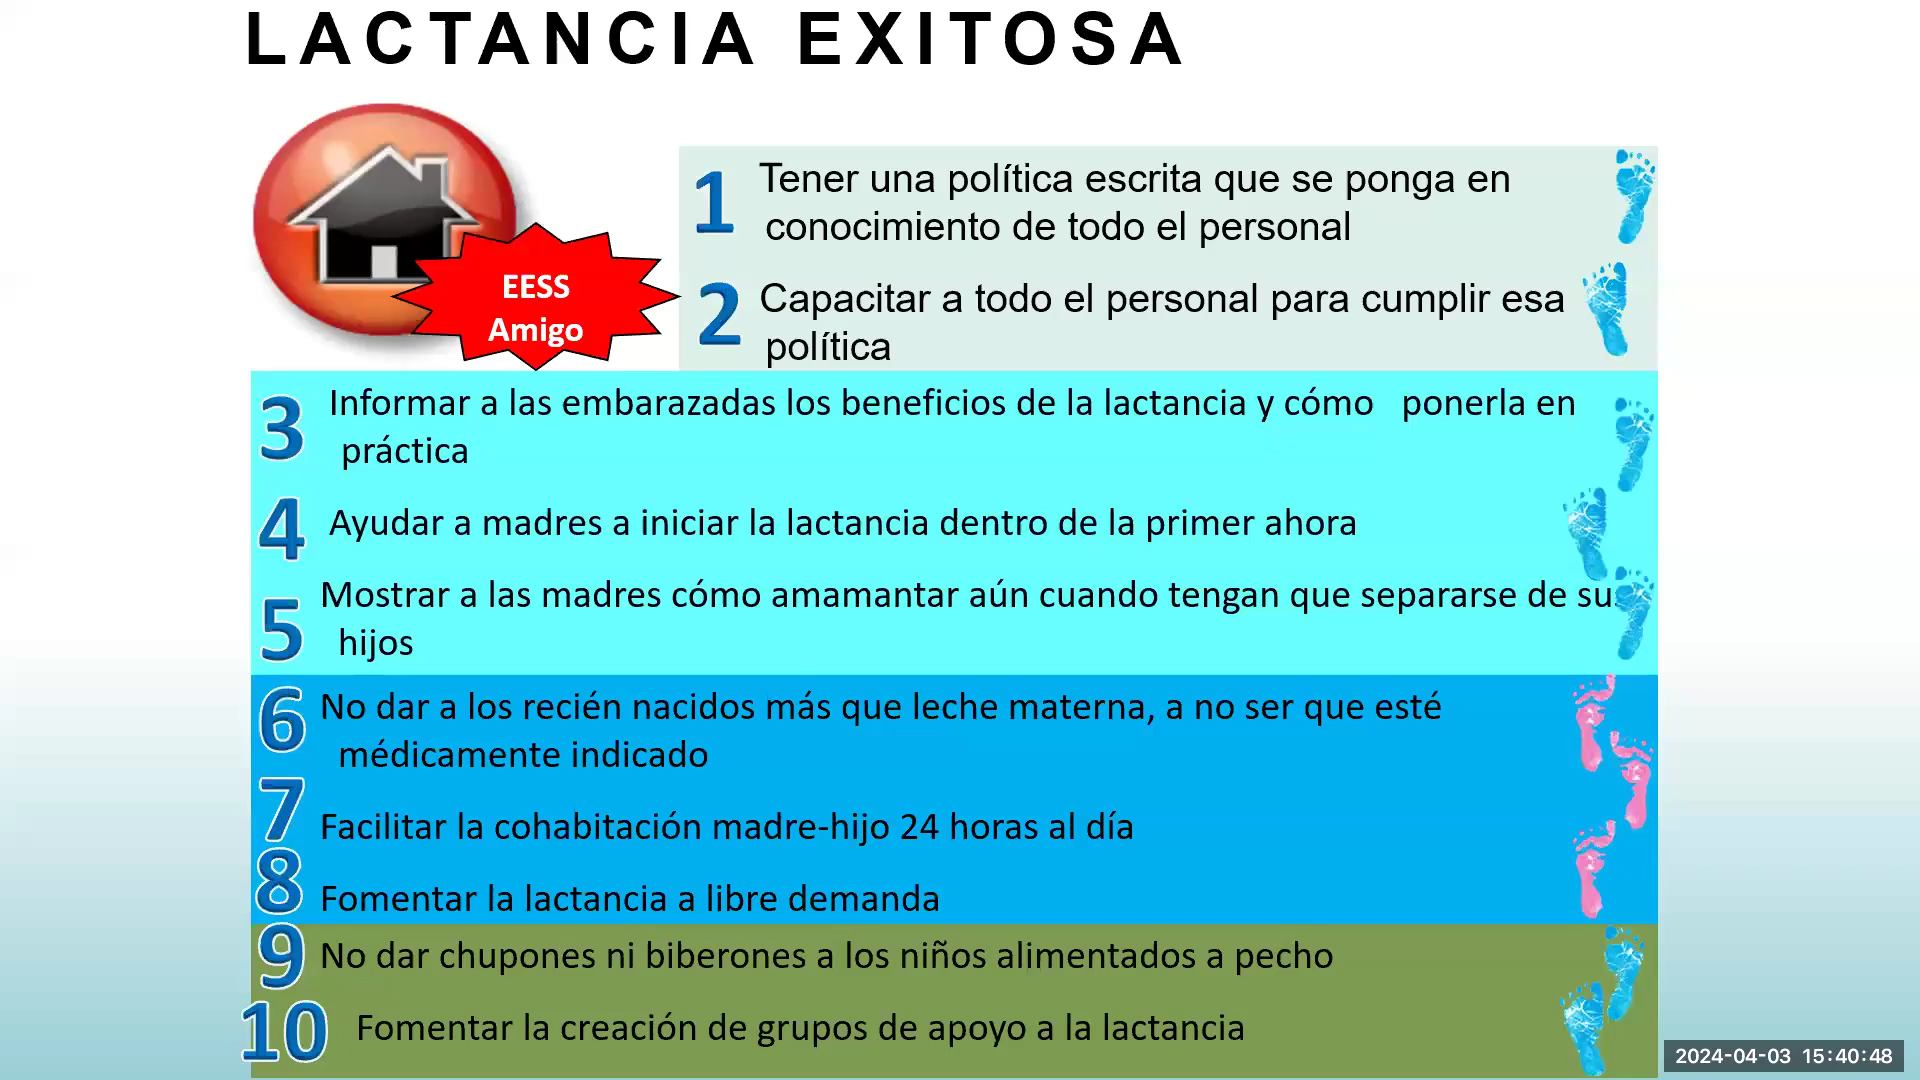 LACTANCIA EXITOSA
EESS
Amigo
1 Tener una política escrita que se ponga en
conocimiento de todo el personal
2 Capacitar a todo el personal para cumplir esa
política
3 Informar a las embarazadas los beneficios de la lactancia y cómo ponerla en
práctica
4 Ayudar a madres a iniciar la lactancia dentro de la primer ahora
5 Mostrar a las madres cómo amamantar aún cuando tengan que separarse de sus
hijos
6 No dar a los recién nacidos más que leche materna, a no ser que esté
médicamente indicado
7 Facilitar la cohabitación madre-hijo 24 horas al día
8 Fomentar la lactancia a libre demanda
9 No dar chupones ni biberones a los niños alimentados a pecho
10 Fomentar la creación de grupos de apoyo a la lactancia
2024-04-03 15:40:48